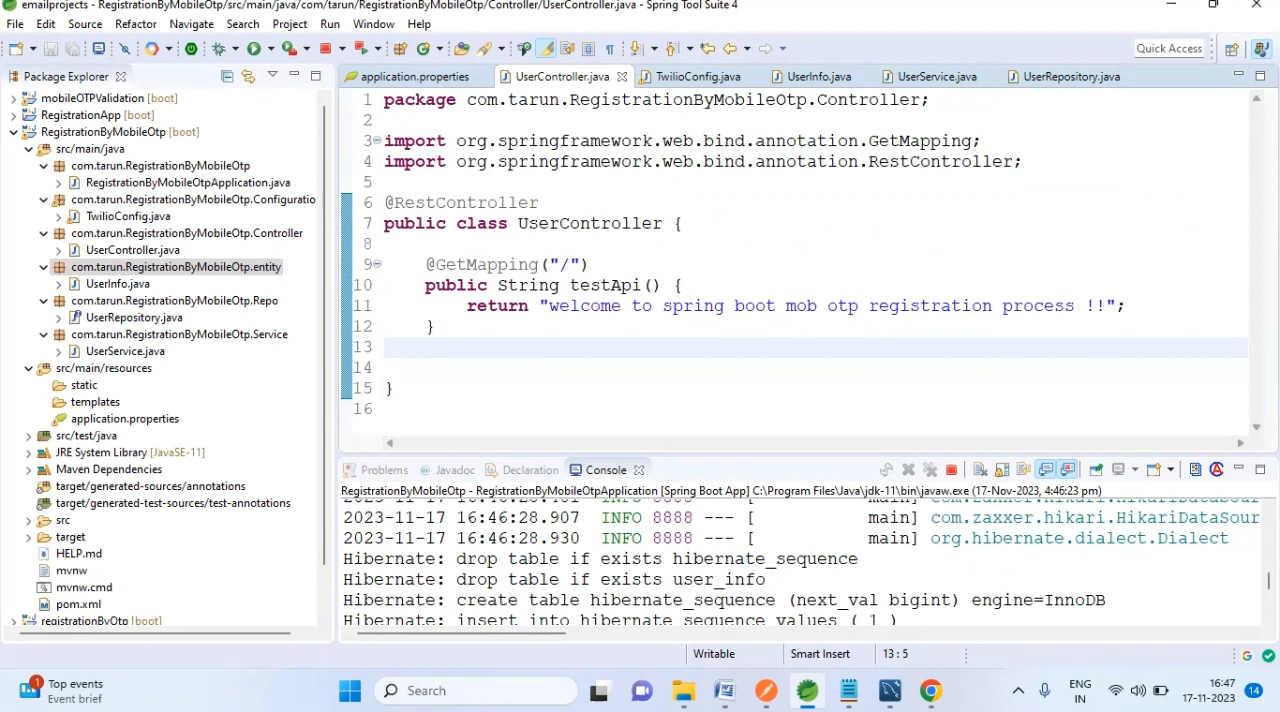 emailprojects - RegistrationByMobileOtp/src/main/java/com/tarun/RegistrationByMobileOtp/Controller/UserController.java - Spring Tool Suite 4
File Edit Source Refactor Navigate Search Project Run Window Help
Quick Access
Package Explorer
mobileOTPValidation [boot]
RegistrationApp [boot]
RegistrationByMobileOtp [boot]
src/main/java
com.tarun.RegistrationByMobileOtp
RegistrationByMobileOtpApplication.java
com.tarun.RegistrationByMobileOtp.Configuratio
TwilioConfig.java
com.tarun.RegistrationByMobileOtp.Controller
UserController.java
com.tarun.RegistrationByMobileOtp.entity
UserInfo.java
com.tarun.RegistrationByMobileOtp.Repo
UserRepository.java
com.tarun.RegistrationByMobileOtp.Service
UserService.java
src/main/resources
static
templates
application.properties
src/test/java
JRE System Library [JavaSE-11]
Maven Dependencies
target/generated-sources/annotations
target/generated-test-sources/test-annotations
src
target
HELP.md
mvnw
mvnw.cmd
pom.xml
registrationByOtp [boot]
application.properties UserController.java TwilioConfig.java UserInfo.java UserService.java UserRepository.java
1 package com.tarun.RegistrationByMobileOtp.Controller;
2
3 import org.springframework.web.bind.annotation.GetMapping;
4 import org.springframework.web.bind.annotation.RestController;
5
6 @RestController
7 public class UserController {
8
9 @GetMapping("/")
10 public String testApi() {
11 return "welcome to spring boot mob otp registration process !!";
12 }
13
14
15 }
16
Problems Javadoc Declaration Console
RegistrationByMobileOtp - RegistrationByMobileOtpApplication [Spring Boot App] C:\Program Files\Java\jdk-11\bin\javaw.exe (17-Nov-2023, 4:46:23 pm)
2023-11-17 16:46:28.907 INFO 8888 --- [ main] com.zaxxer.hikari.HikariDataSour
2023-11-17 16:46:28.930 INFO 8888 --- [ main] org.hibernate.dialect.Dialect
Hibernate: drop table if exists hibernate_sequence
Hibernate: drop table if exists user_info
Hibernate: create table hibernate_sequence (next_val bigint) engine=InnoDB
Hibernate: insert into hibernate_sequence values ( 1 )
Writable Smart Insert 13 : 5
1 Top events
Event brief
Search
ENG
IN
16:47
17-11-2023
14